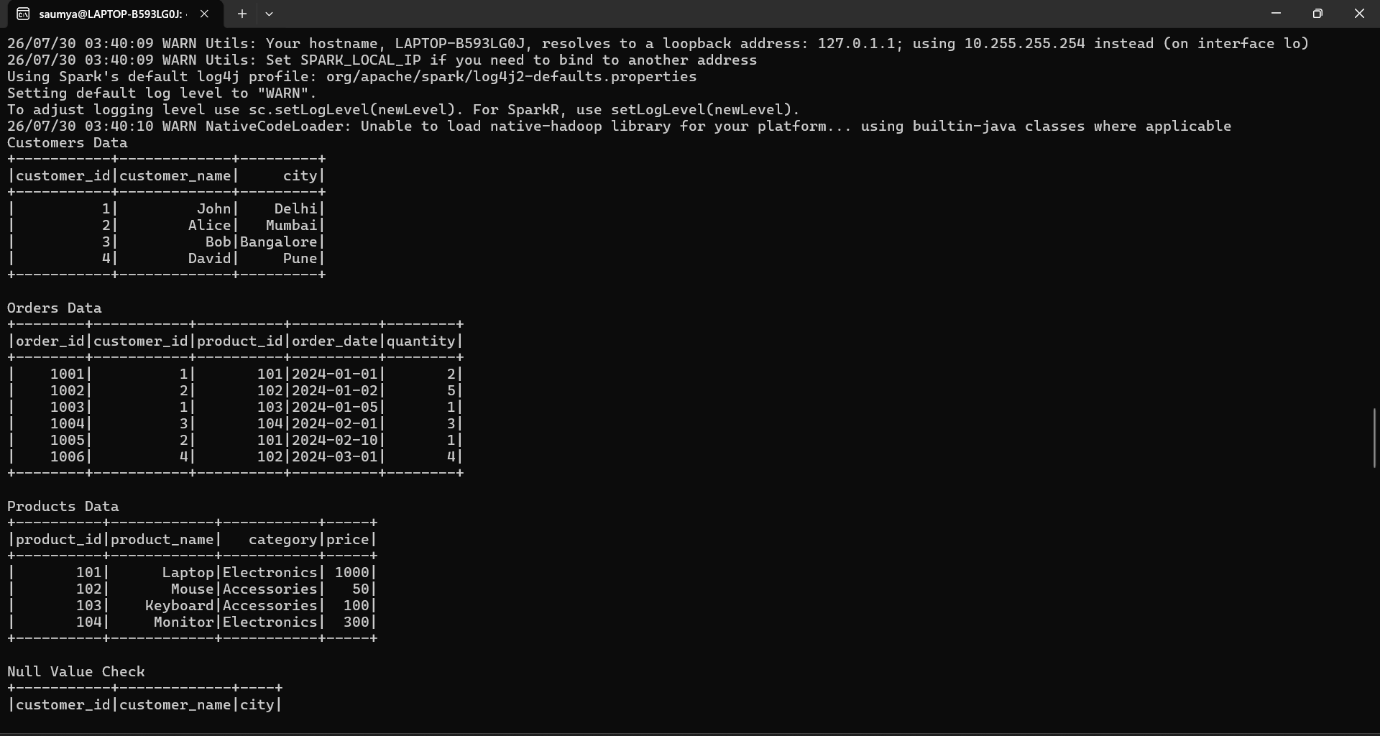 saumya@LAPTOP-B593LG0J: ~
26/07/30 03:40:09 WARN Utils: Your hostname, LAPTOP-B593LG0J, resolves to a loopback address: 127.0.1.1; using 10.255.255.254 instead (on interface lo)
26/07/30 03:40:09 WARN Utils: Set SPARK_LOCAL_IP if you need to bind to another address
Using Spark's default log4j profile: org/apache/spark/log4j2-defaults.properties
Setting default log level to "WARN".
To adjust logging level use sc.setLogLevel(newLevel). For SparkR, use setLogLevel(newLevel).
26/07/30 03:40:10 WARN NativeCodeLoader: Unable to load native-hadoop library for your platform... using builtin-java classes where applicable
Customers Data
+-----------+-------------+---------+
|customer_id|customer_name|     city|
+-----------+-------------+---------+
|          1|         John|    Delhi|
|          2|        Alice|   Mumbai|
|          3|          Bob|Bangalore|
|          4|        David|     Pune|
+-----------+-------------+---------+

Orders Data
+--------+-----------+----------+----------+--------+
|order_id|customer_id|product_id|order_date|quantity|
+--------+-----------+----------+----------+--------+
|    1001|          1|       101|2024-01-01|       2|
|    1002|          2|       102|2024-01-02|       5|
|    1003|          1|       103|2024-01-05|       1|
|    1004|          3|       104|2024-02-01|       3|
|    1005|          2|       101|2024-02-10|       1|
|    1006|          4|       102|2024-03-01|       4|
+--------+-----------+----------+----------+--------+

Products Data
+----------+------------+-----------+-----+
|product_id|product_name|   category|price|
+----------+------------+-----------+-----+
|       101|      Laptop|Electronics| 1000|
|       102|       Mouse|Accessories|   50|
|       103|    Keyboard|Accessories|  100|
|       104|     Monitor|Electronics|  300|
+----------+------------+-----------+-----+

Null Value Check
+-----------+-------------+----+
|customer_id|customer_name|city|